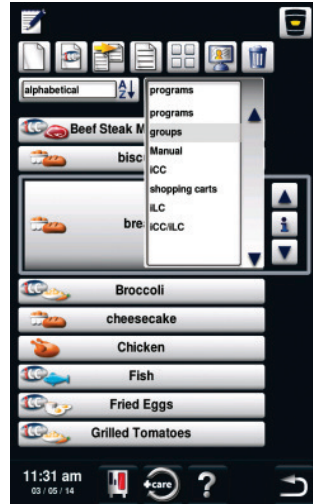 alphabetical
A
Z
programs
programs
groups
Manual
iCC
shopping carts
iLC
iCC/iLC
Beef Steak M
bisc
bre
Broccoli
cheesecake
Chicken
Fish
Fried Eggs
Grilled Tomatoes
11:31 am
03 / 05 / 14
care
?
i